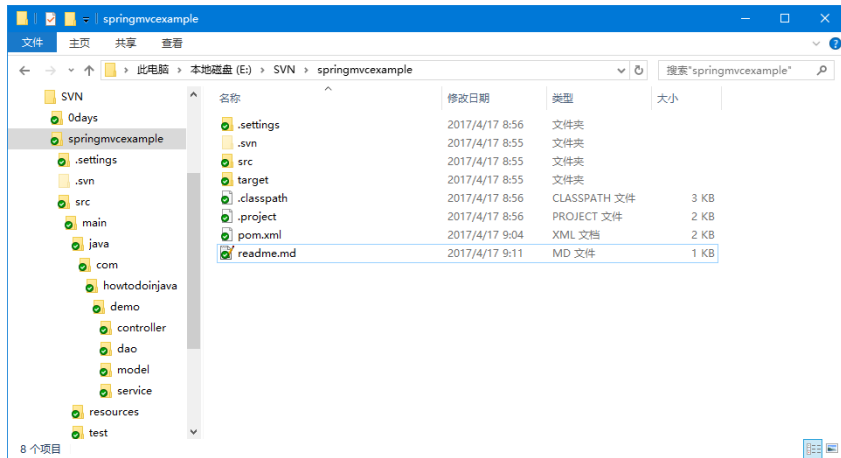 springmvcexample
文件 主页 共享 查看
此电脑 › 本地磁盘 (E:) › SVN › springmvcexample
搜索"springmvcexample"
SVN
0days
springmvcexample
.settings
.svn
src
main
java
com
howtodoinjava
demo
controller
dao
model
service
resources
test
名称 修改日期 类型 大小
.settings 2017/4/17 8:56 文件夹
.svn 2017/4/17 8:55 文件夹
src 2017/4/17 8:55 文件夹
target 2017/4/17 8:55 文件夹
.classpath 2017/4/17 8:56 CLASSPATH 文件 3 KB
.project 2017/4/17 8:56 PROJECT 文件 2 KB
pom.xml 2017/4/17 9:04 XML 文档 2 KB
readme.md 2017/4/17 9:11 MD 文件 1 KB
8 个项目